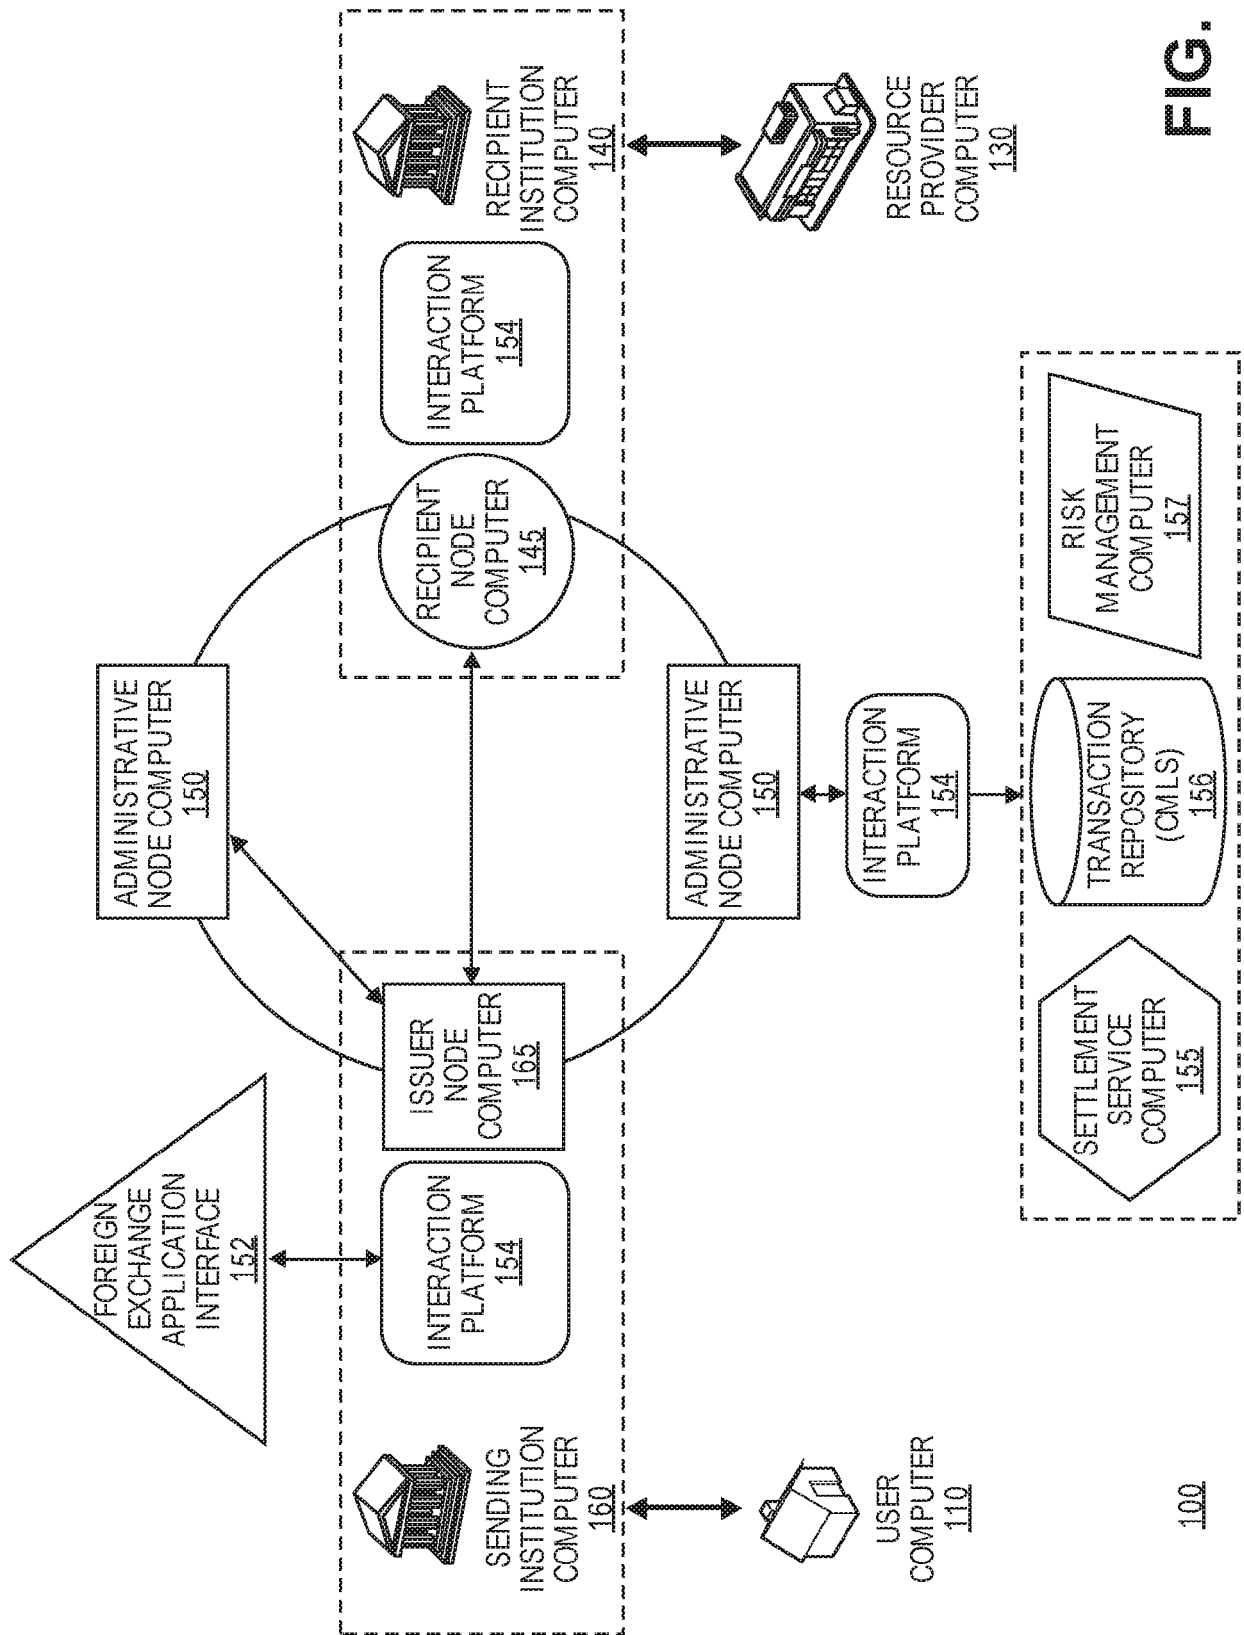 FOREIGN
EXCHANGE
APPLICATION
INTERFACE
152
ADMINISTRATIVE
NODE COMPUTER
150
SENDING
INSTITUTION
COMPUTER
160
INTERACTION
PLATFORM
154
ISSUER
NODE
COMPUTER
165
RECIPIENT
NODE
COMPUTER
145
INTERACTION
PLATFORM
154
RECIPIENT
INSTITUTION
COMPUTER
140
ADMINISTRATIVE
NODE COMPUTER
150
USER
COMPUTER
110
INTERACTION
PLATFORM
154
RESOURCE
PROVIDER
COMPUTER
130
SETTLEMENT
SERVICE
COMPUTER
155
TRANSACTION
REPOSITORY
(CMLS)
156
RISK
MANAGEMENT
COMPUTER
157
100
FIG.